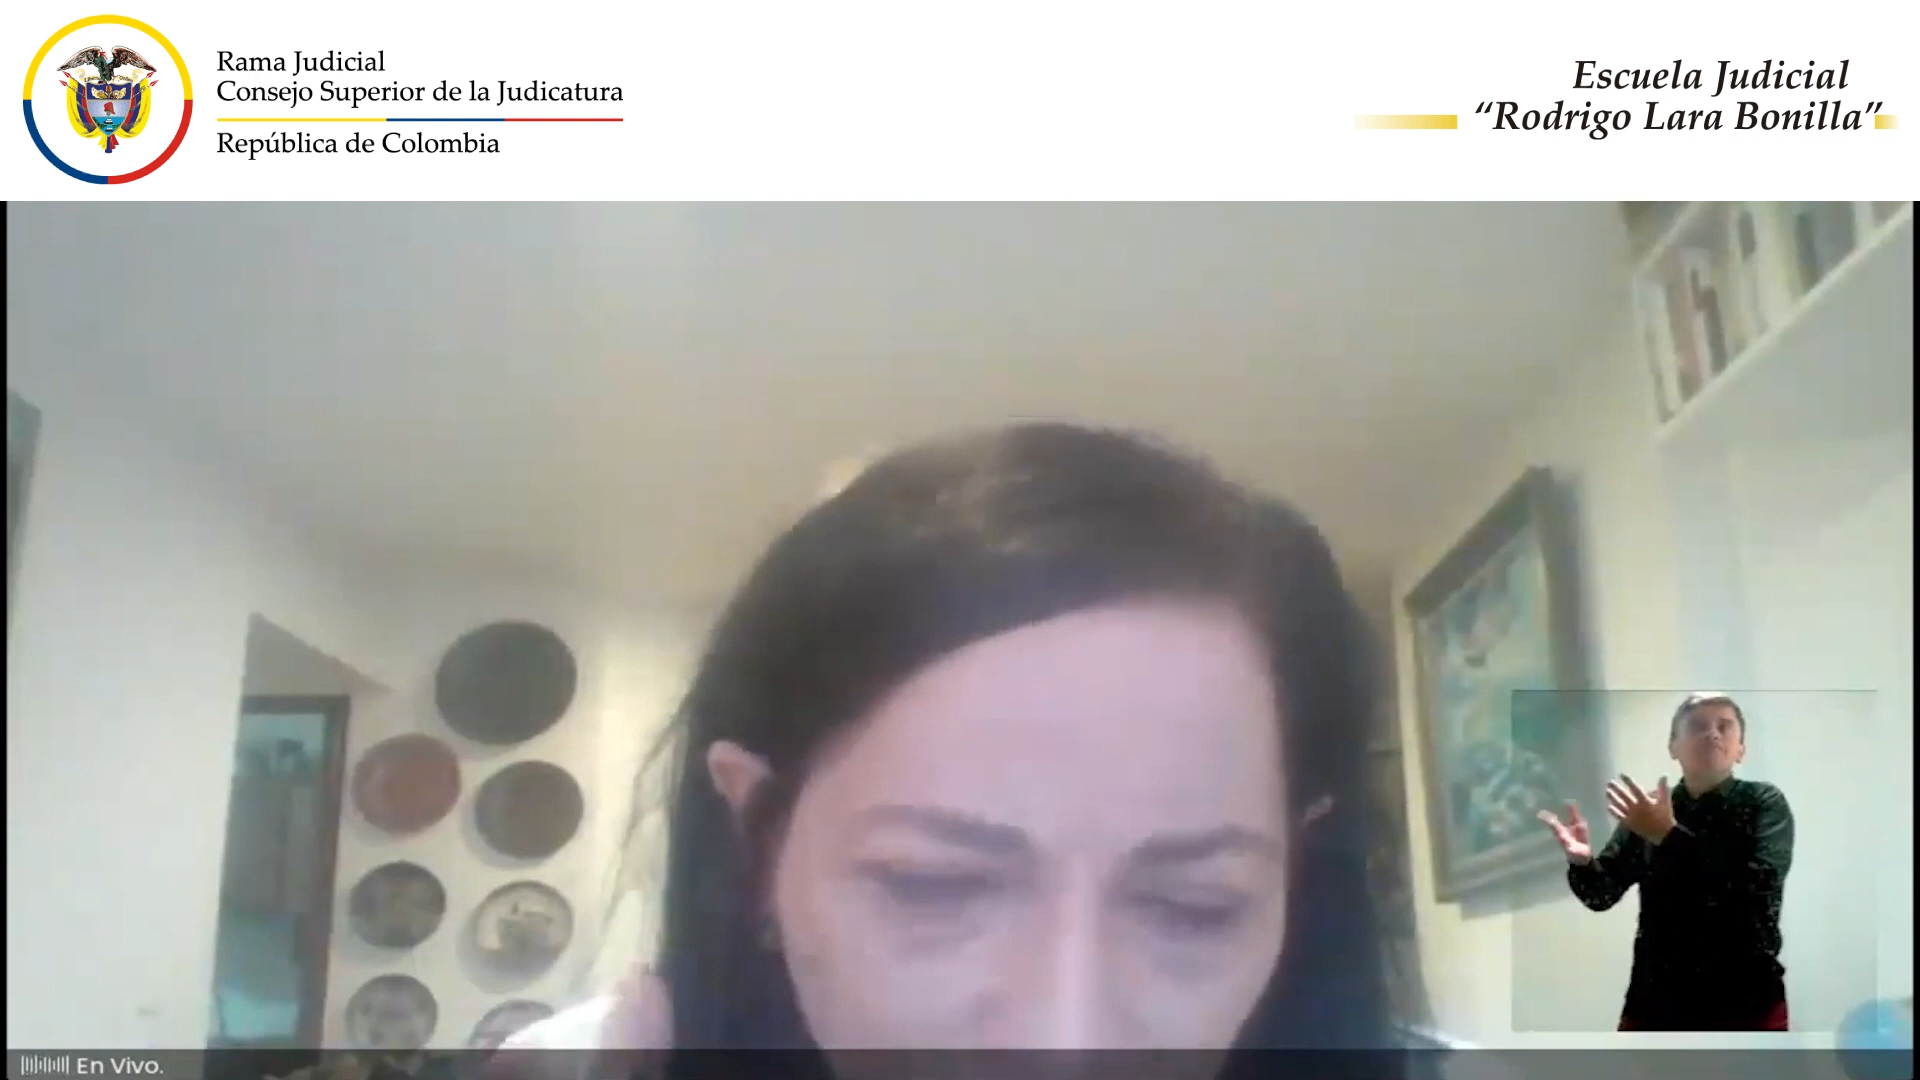 Rama Judicial
Consejo Superior de la Judicatura
República de Colombia
Escuela Judicial
“Rodrigo Lara Bonilla”
En Vivo.